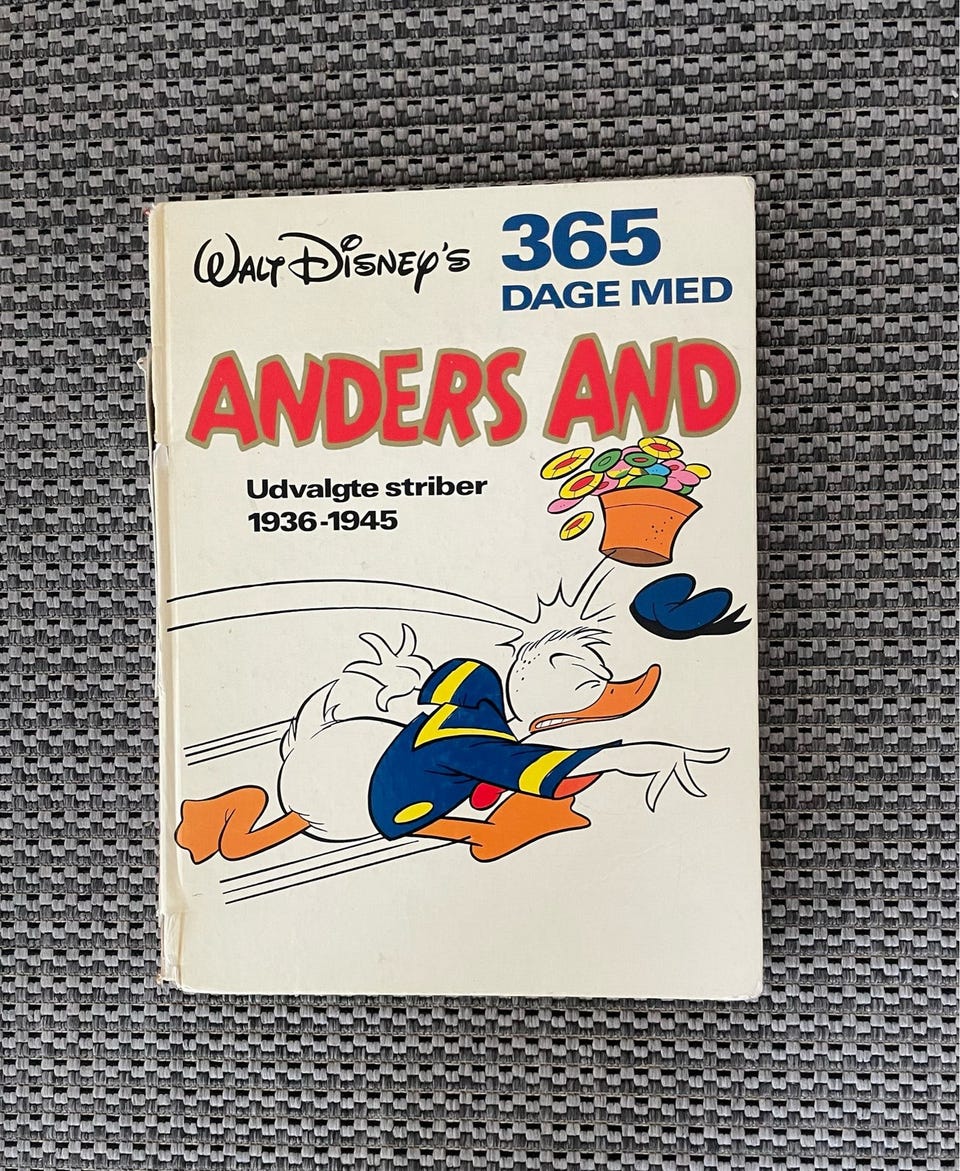 WALT DISNEY'S
365
DAGE MED
ANDERS AND
Udvalgte striber
1936-1945